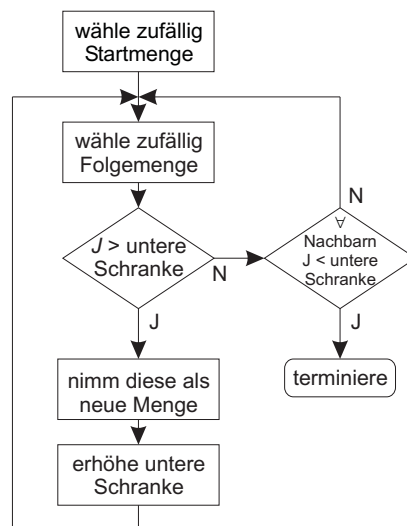 wähle zufällig
Startmenge
wähle zufällig
Folgemenge
J > untere
Schranke
N
J
nimm diese als
neue Menge
erhöhe untere
Schranke
N
∀
Nachbarn
J < untere
Schranke
J
terminiere